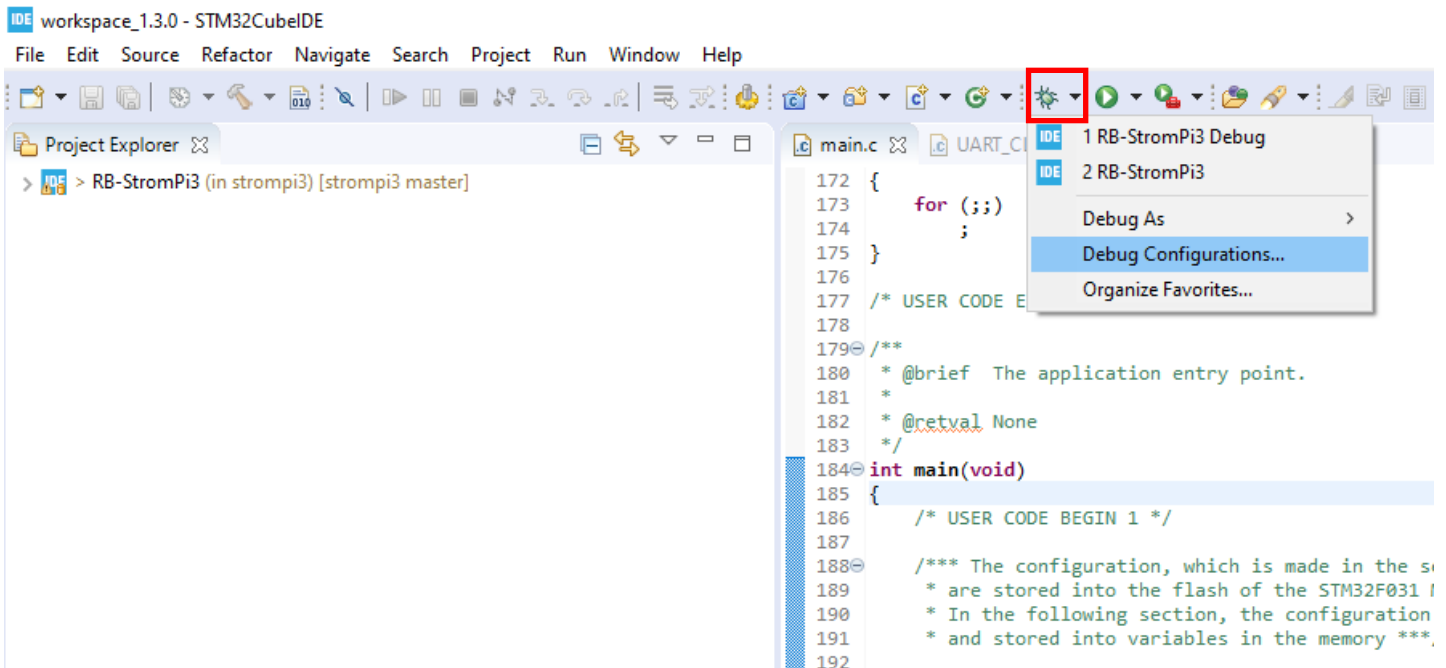 IDE workspace_1.3.0 - STM32CubeIDE
File Edit Source Refactor Navigate Search Project Run Window Help
010
Project Explorer
IDE > RB-StromPi3 (in strompi3) [strompi3 master]
main.c
IDE 1 RB-StromPi3 Debug
IDE 2 RB-StromPi3
Debug As
Debug Configurations...
Organize Favorites...
172 {
173 for (;;)
174 ;
175 }
176
177 /* USER CODE
178
179 /**
180 * @brief The application entry point.
181 *
182 * @retval None
183 */
184 int main(void)
185 {
186 /* USER CODE BEGIN 1 */
187
188 /*** The configuration, which is made in the
189 * are stored into the flash of the STM32F031
190 * In the following section, the configuration
191 * and stored into variables in the memory ***
192